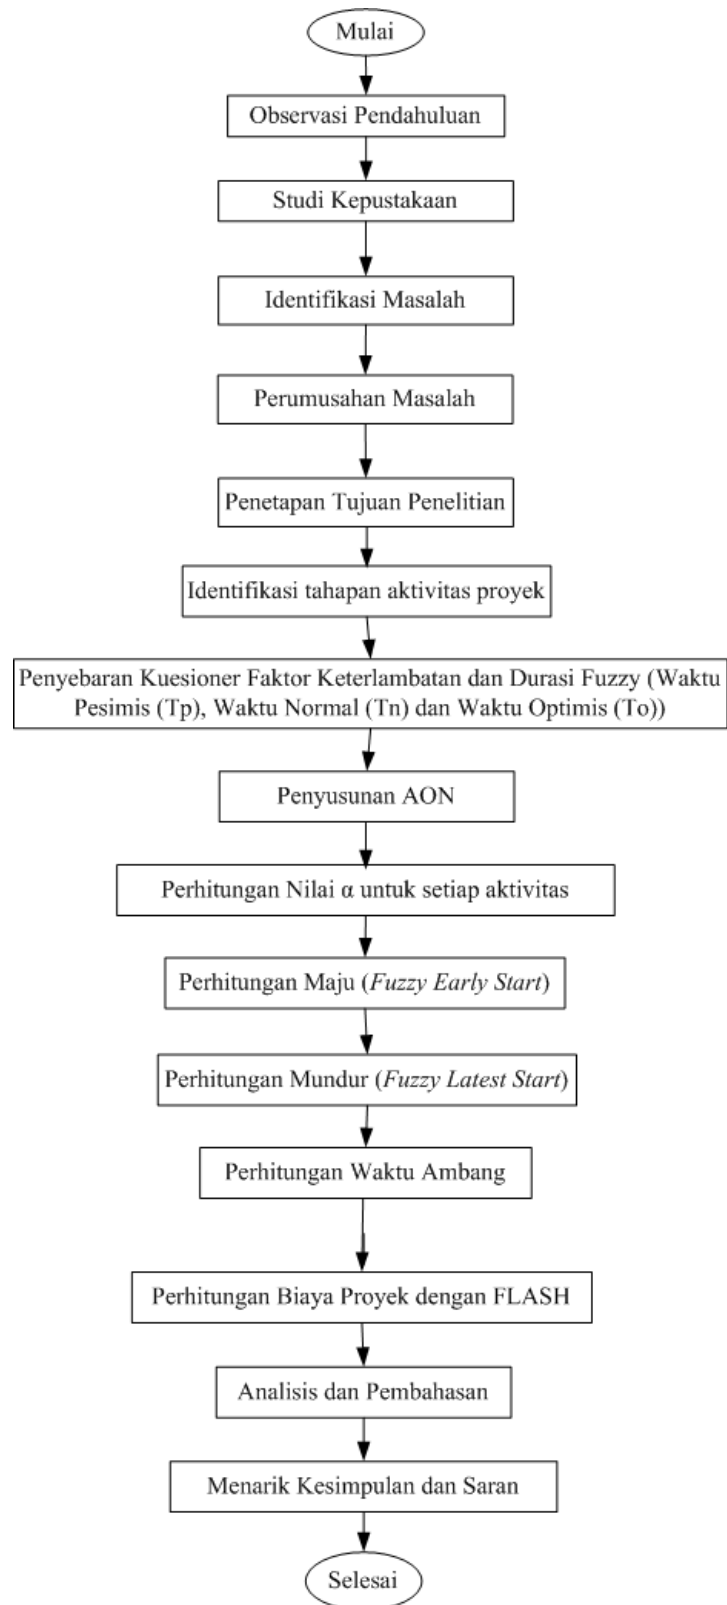 Mulai
Observasi Pendahuluan
Studi Kepustakaan
Identifikasi Masalah
Perumusahan Masalah
Penetapan Tujuan Penelitian
Identifikasi tahapan aktivitas proyek
Penyebaran Kuesioner Faktor Keterlambatan dan Durasi Fuzzy (Waktu
Pesimis (Tp), Waktu Normal (Tn) dan Waktu Optimis (To))
Penyusunan AON
Perhitungan Nilai α untuk setiap aktivitas
Perhitungan Maju (Fuzzy Early Start)
Perhitungan Mundur (Fuzzy Latest Start)
Perhitungan Waktu Ambang
Perhitungan Biaya Proyek dengan FLASH
Analisis dan Pembahasan
Menarik Kesimpulan dan Saran
Selesai